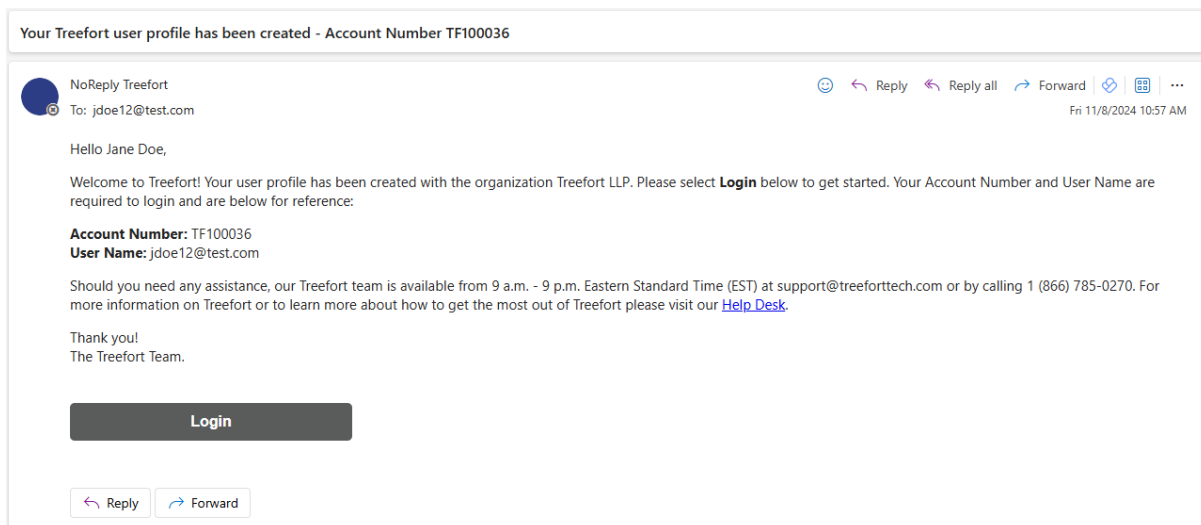 Your Treefort user profile has been created - Account Number TF100036
NoReply Treefort
Reply
Reply all
Forward
To: jdoe12@test.com
Fri 11/8/2024 10:57 AM
Hello Jane Doe,
Welcome to Treefort! Your user profile has been created with the organization Treefort LLP. Please select Login below to get started. Your Account Number and User Name are
required to login and are below for reference:
Account Number: TF100036
User Name: jdoe12@test.com
Should you need any assistance, our Treefort team is available from 9 a.m. - 9 p.m. Eastern Standard Time (EST) at support@treeforttech.com or by calling 1 (866) 785-0270. For
more information on Treefort or to learn more about how to get the most out of Treefort please visit our Help Desk.
Thank you!
The Treefort Team.
Login
Reply
Forward